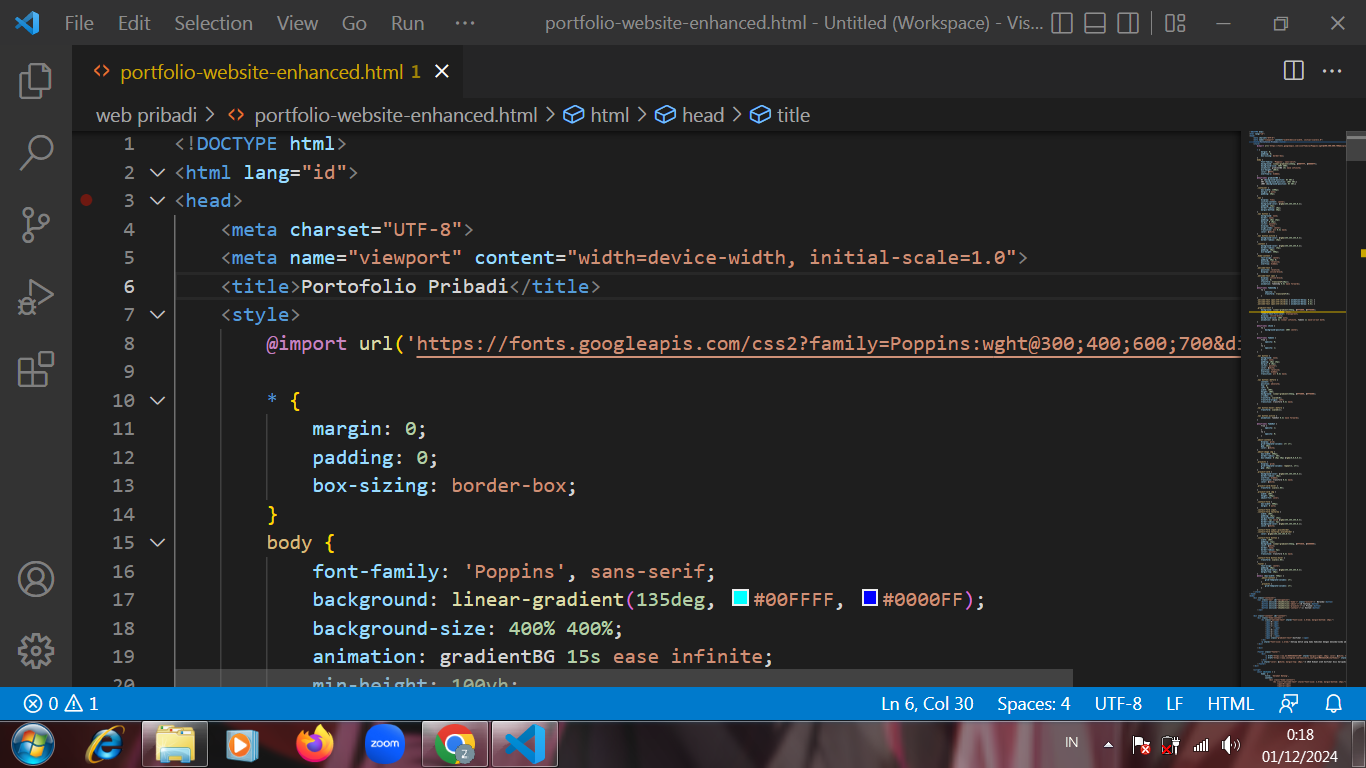 File Edit Selection View Go Run ··· portfolio-website-enhanced.html - Untitled (Workspace) - Vis...
portfolio-website-enhanced.html 1
web pribadi > portfolio-website-enhanced.html > html > head > title
1 <!DOCTYPE html>
2 <html lang="id">
3 <head>
4 <meta charset="UTF-8">
5 <meta name="viewport" content="width=device-width, initial-scale=1.0">
6 <title>Portofolio Pribadi</title>
7 <style>
8 @import url('https://fonts.googleapis.com/css2?family=Poppins:wght@300;400;600;700&di
9
10 * {
11 margin: 0;
12 padding: 0;
13 box-sizing: border-box;
14 }
15 body {
16 font-family: 'Poppins', sans-serif;
17 background: linear-gradient(135deg, #00FFFF, #0000FF);
18 background-size: 400% 400%;
19 animation: gradientBG 15s ease infinite;
20 min-height: 100vh;
0 1 Ln 6, Col 30 Spaces: 4 UTF-8 LF HTML
zoom Z IN 0:18
01/12/2024